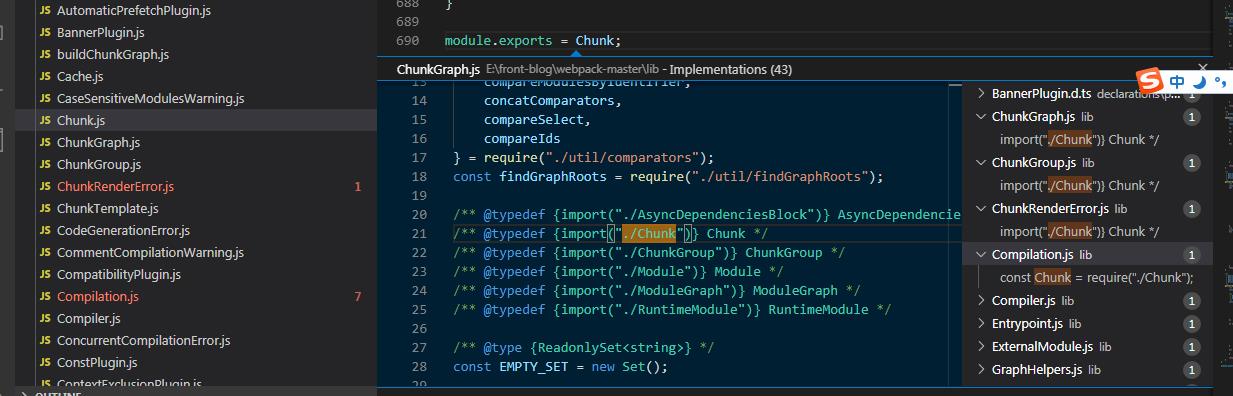 JS AutomaticPrefetchPlugin.js
JS BannerPlugin.js
JS buildChunkGraph.js
JS Cache.js
JS CaseSensitiveModulesWarning.js
JS Chunk.js
JS ChunkGraph.js
JS ChunkGroup.js
JS ChunkRenderError.js 1
JS ChunkTemplate.js
JS CodeGenerationError.js
JS CommentCompilationWarning.js
JS CompatibilityPlugin.js
JS Compilation.js 7
JS Compiler.js
JS ConcurrentCompilationError.js
JS ConstPlugin.js
JS ContextExclusionPlugin.js
OUTLINE
688 }
689
690 module.exports = Chunk;
ChunkGraph.js E:\front-blog\webpack-master\lib - Implementations (43)
13 compareModulesByIdentifier,
14 concatComparators,
15 compareSelect,
16 compareIds
17 } = require("./util/comparators");
18 const findGraphRoots = require("./util/findGraphRoots");
19
20 /** @typedef {import("./AsyncDependenciesBlock")} AsyncDependencie
21 /** @typedef {import("./Chunk")} Chunk */
22 /** @typedef {import("./ChunkGroup")} ChunkGroup */
23 /** @typedef {import("./Module")} Module */
24 /** @typedef {import("./ModuleGraph")} ModuleGraph */
25 /** @typedef {import("./RuntimeModule")} RuntimeModule */
26
27 /** @type {ReadonlySet<string>} */
28 const EMPTY_SET = new Set();
29
BannerPlugin.d.ts declarations\p... 1
ChunkGraph.js lib 1
import("./Chunk")} Chunk */
ChunkGroup.js lib 1
import("./Chunk")} Chunk */
ChunkRenderError.js lib 1
import("./Chunk")} Chunk */
Compilation.js lib 1
const Chunk = require("./Chunk");
Compiler.js lib 1
Entrypoint.js lib 1
ExternalModule.js lib 1
GraphHelpers.js lib 1
S 中 °,